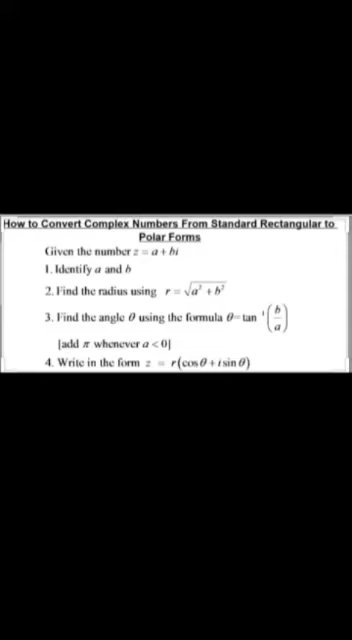 How to Convert Complex Numbers From Standard Rectangular to
Polar Forms
Given the number z = a + bi
1. Identify a and b
2. Find the radius using r = √(a² + b²)
3. Find the angle θ using the formula θ = tan⁻¹(b/a)
[add π whenever a < 0]
4. Write in the form z = r(cos θ + i sin θ)